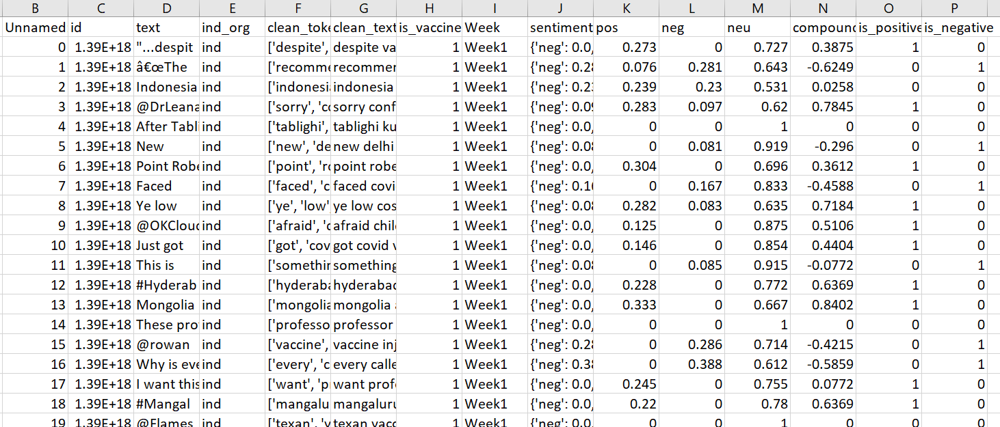 B C D E F G H I J K L M N O P
Unnamed id text ind_org clean_toke clean_text is_vaccine Week sentiment pos neg neu compound is_positive is_negative
0 1.39E+18 "...despit ind ['despite', despite va 1 Week1 {'neg': 0.0, 0.273 0 0.727 0.3875 1 0
1 1.39E+18 â€œThe ind ['recomme recommen 1 Week1 {'neg': 0.28 0.076 0.281 0.643 -0.6249 0 1
2 1.39E+18 Indonesia ind ['indonesi indonesia 1 Week1 {'neg': 0.23 0.239 0.23 0.531 0.0258 0 0
3 1.39E+18 @DrLeana ind ['sorry', 'co sorry conf 1 Week1 {'neg': 0.09 0.283 0.097 0.62 0.7845 1 0
4 1.39E+18 After Tabli ind ['tablighi', tablighi ku 1 Week1 {'neg': 0.0, 0 0 1 0 0 0
5 1.39E+18 New ind ['new', 'de new delhi 1 Week1 {'neg': 0.08 0 0.081 0.919 -0.296 0 1
6 1.39E+18 Point Robe ind ['point', 'ro point robe 1 Week1 {'neg': 0.0, 0.304 0 0.696 0.3612 1 0
7 1.39E+18 Faced ind ['faced', 'c faced covi 1 Week1 {'neg': 0.16 0 0.167 0.833 -0.4588 0 1
8 1.39E+18 Ye low ind ['ye', 'low' ye low cos 1 Week1 {'neg': 0.08 0.282 0.083 0.635 0.7184 1 0
9 1.39E+18 @OKCloud ind ['afraid', 'c afraid chil 1 Week1 {'neg': 0.0, 0.125 0 0.875 0.5106 1 0
10 1.39E+18 Just got ind ['got', 'cov got covid v 1 Week1 {'neg': 0.0, 0.146 0 0.854 0.4404 1 0
11 1.39E+18 This is ind ['somethin something 1 Week1 {'neg': 0.08 0 0.085 0.915 -0.0772 0 1
12 1.39E+18 #Hyderab ind ['hyderaba hyderabad 1 Week1 {'neg': 0.0, 0.228 0 0.772 0.6369 1 0
13 1.39E+18 Mongolia ind ['mongolia mongolia a 1 Week1 {'neg': 0.0, 0.333 0 0.667 0.8402 1 0
14 1.39E+18 These pro ind ['professo professor 1 Week1 {'neg': 0.0, 0 0 1 0 0 0
15 1.39E+18 @rowan ind ['vaccine', vaccine inj 1 Week1 {'neg': 0.28 0 0.286 0.714 -0.4215 0 1
16 1.39E+18 Why is eve ind ['every', 'c every calle 1 Week1 {'neg': 0.38 0 0.388 0.612 -0.5859 0 1
17 1.39E+18 I want this ind ['want', 'pr want prof 1 Week1 {'neg': 0.0, 0.245 0 0.755 0.0772 1 0
18 1.39E+18 #Mangal ind ['mangalu mangaluru 1 Week1 {'neg': 0.0, 0.22 0 0.78 0.6369 1 0
19 1.39E+18 @Flames ind ['texan', 'v texan vacc 1 Week1 {'neg': 0.0, 0 0 1 0 0 0